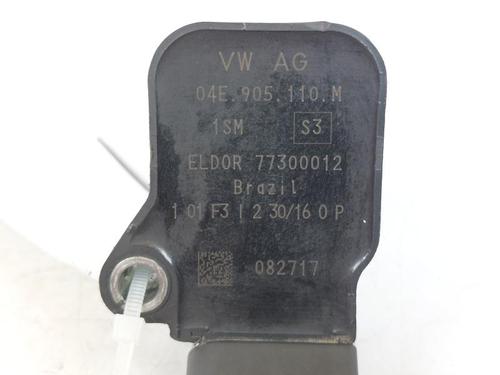 VW AG
04E.905.110.M
1SM S3
ELDOR 77300012
Brazil
1 01 F3 I 2 30/16 0 P
082717